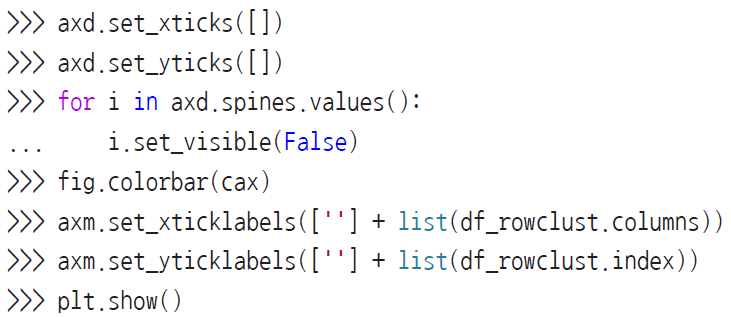 >>> axd.set_xticks([])
>>> axd.set_yticks([])
>>> for i in axd.spines.values():
...     i.set_visible(False)
>>> fig.colorbar(cax)
>>> axm.set_xticklabels([''] + list(df_rowclust.columns))
>>> axm.set_yticklabels([''] + list(df_rowclust.index))
>>> plt.show()